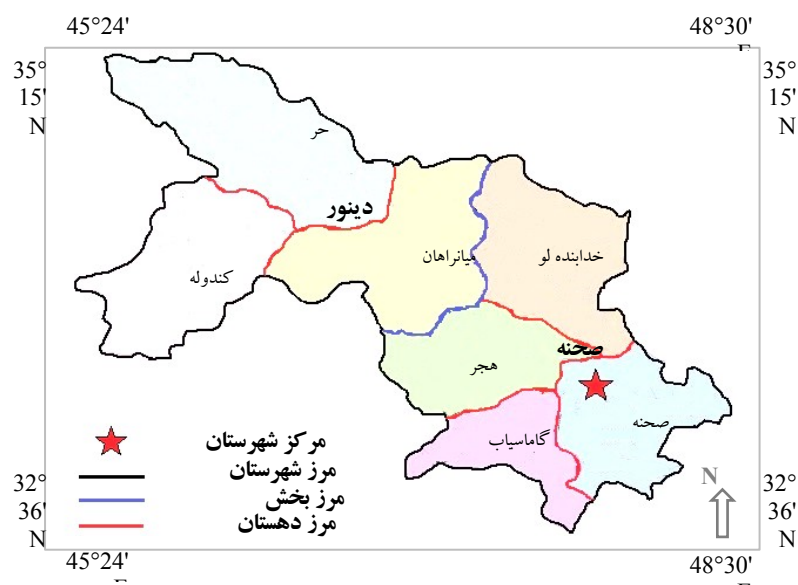 45°24'
48°30'
E
35°
15'
N
35°
15'
N
حر
دینور
میانراهان
خدابنده لو
کندوله
صحنه
هجر
صحنه
گاماسیاب
مرکز شهرستان
مرز شهرستان
مرز بخش
مرز دهستان
N
32°
36'
N
32°
36'
N
45°24'
48°30'